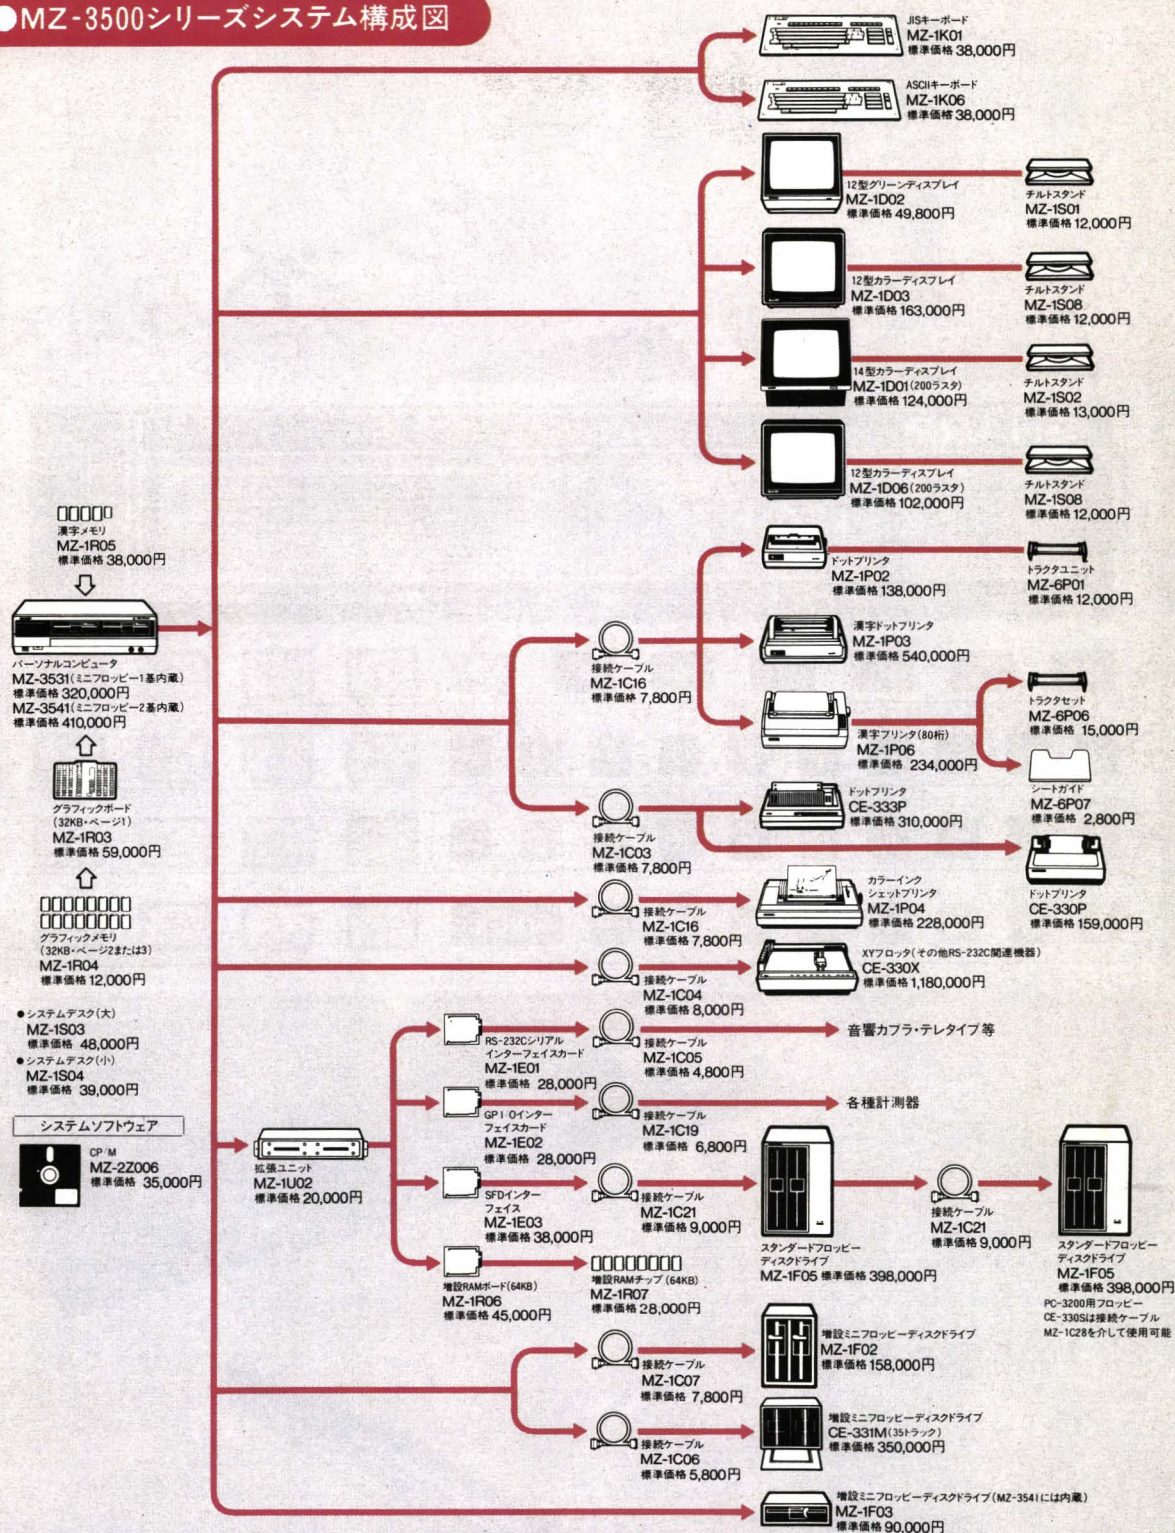 ●MZ-3500シリーズシステム構成図
JISキーボード
MZ-1K01
標準価格 38,000円
ASCIIキーボード
MZ-1K06
標準価格 38,000円
12型グリーンディスプレイ
MZ-1D02
標準価格 49,800円
チルトスタンド
MZ-1S01
標準価格 12,000円
12型カラーディスプレイ
MZ-1D03
標準価格 163,000円
チルトスタンド
MZ-1S08
標準価格 12,000円
14型カラーディスプレイ
MZ-1D01(200ラスタ)
標準価格 124,000円
チルトスタンド
MZ-1S02
標準価格 13,000円
12型カラーディスプレイ
MZ-1D06(200ラスタ)
標準価格 102,000円
チルトスタンド
MZ-1S08
標準価格 12,000円
漢字メモリ
MZ-1R05
標準価格 38,000円
パーソナルコンピュータ
MZ-3531(ミニフロッピー1基内蔵)
標準価格 320,000円
MZ-3541(ミニフロッピー2基内蔵)
標準価格 410,000円
グラフィックボード
(32KB・ページ1)
MZ-1R03
標準価格 59,000円
グラフィックメモリ
(32KB・ページ2または3)
MZ-1R04
標準価格 12,000円
●システムデスク(大)
MZ-1S03
標準価格 48,000円
●システムデスク(小)
MZ-1S04
標準価格 39,000円
システムソフトウェア
CP/M
MZ-2Z006
標準価格 35,000円
接続ケーブル
MZ-1C16
標準価格 7,800円
ドットプリンタ
MZ-1P02
標準価格 138,000円
トラクタユニット
MZ-6P01
標準価格 12,000円
漢字ドットプリンタ
MZ-1P03
標準価格 540,000円
漢字プリンタ(80桁)
MZ-1P06
標準価格 234,000円
トラクタセット
MZ-6P06
標準価格 15,000円
シートガイド
MZ-6P07
標準価格 2,800円
接続ケーブル
MZ-1C03
標準価格 7,800円
ドットプリンタ
CE-333P
標準価格 310,000円
ドットプリンタ
CE-330P
標準価格 159,000円
接続ケーブル
MZ-1C16
標準価格 7,800円
カラーインク
ジェットプリンタ
MZ-1P04
標準価格 228,000円
接続ケーブル
MZ-1C04
標準価格 8,000円
XYプロッタ(その他RS-232C関連機器)
CE-330X
標準価格 1,180,000円
拡張ユニット
MZ-1U02
標準価格 20,000円
RS-232Cシリアル
インターフェイスカード
MZ-1E01
標準価格 28,000円
接続ケーブル
MZ-1C05
標準価格 4,800円
音響カプラ・テレタイプ等
GPIOインター
フェイスカード
MZ-1E02
標準価格 28,000円
接続ケーブル
MZ-1C19
標準価格 6,800円
各種計測器
SFDインター
フェイス
MZ-1E03
標準価格 38,000円
接続ケーブル
MZ-1C21
標準価格 9,000円
スタンダードフロッピー
ディスクドライブ
MZ-1F05 標準価格 398,000円
接続ケーブル
MZ-1C21
標準価格 9,000円
スタンダードフロッピー
ディスクドライブ
MZ-1F05
標準価格 398,000円
PC-3200用フロッピー
CE-330Sは接続ケーブル
MZ-1C28を介して使用可能
増設RAMボード(64KB)
MZ-1R06
標準価格 45,000円
増設RAMチップ(64KB)
MZ-1R07
標準価格 28,000円
接続ケーブル
MZ-1C07
標準価格 7,800円
増設ミニフロッピーディスクドライブ
MZ-1F02
標準価格 158,000円
接続ケーブル
MZ-1C06
標準価格 5,800円
増設ミニフロッピーディスクドライブ
CE-331M(35トラック)
標準価格 350,000円
増設ミニフロッピーディスクドライブ(MZ-3541には内蔵)
MZ-1F03
標準価格 90,000円